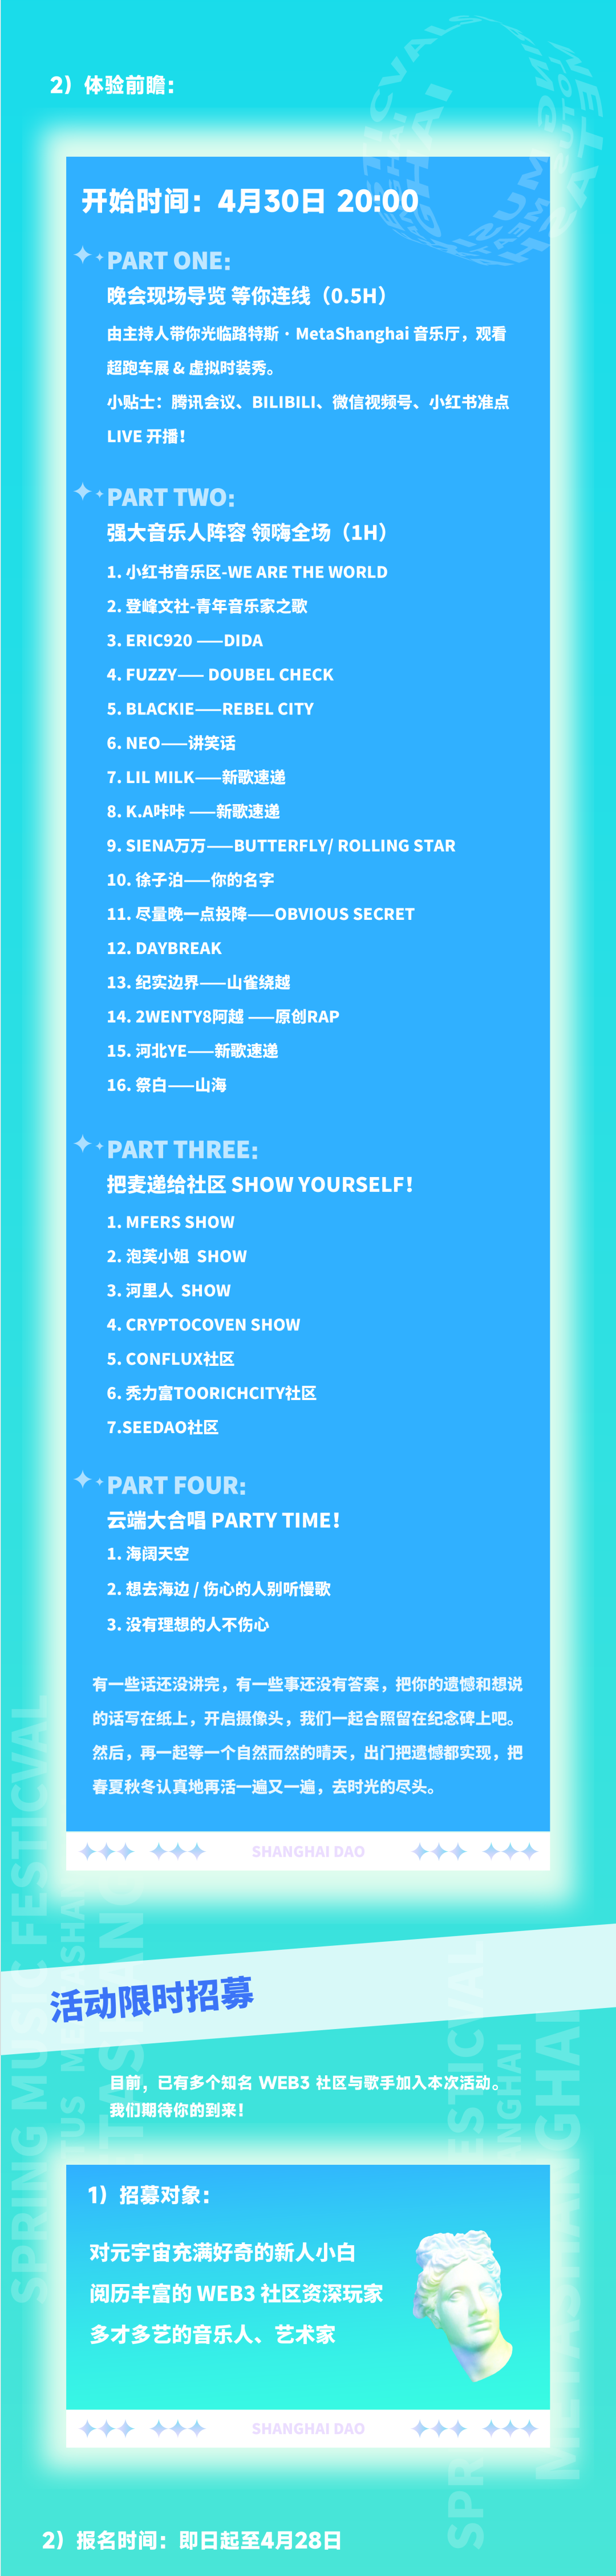 2）体验前瞻：
开始时间：4月30日 20:00
PART ONE:
晚会现场导览 等你连线（0.5H）
由主持人带你光临路特斯 · MetaShanghai 音乐厅，观看
超跑车展 & 虚拟时装秀。
小贴士：腾讯会议、BILIBILI、微信视频号、小红书准点
LIVE 开播！
PART TWO:
强大音乐人阵容 领嗨全场（1H）
1. 小红书音乐区-WE ARE THE WORLD
2. 登峰文社-青年音乐家之歌
3. ERIC920 ——DIDA
4. FUZZY—— DOUBEL CHECK
5. BLACKIE——REBEL CITY
6. NEO——讲笑话
7. LIL MILK——新歌速递
8. K.A咔咔 ——新歌速递
9. SIENA万万——BUTTERFLY/ ROLLING STAR
10. 徐子泊——你的名字
11. 尽量晚一点投降——OBVIOUS SECRET
12. DAYBREAK
13. 纪实边界——山雀绕越
14. 2WENTY8阿越 ——原创RAP
15. 河北YE——新歌速递
16. 祭白——山海
PART THREE:
把麦递给社区 SHOW YOURSELF！
1. MFERS SHOW
2. 泡芙小姐 SHOW
3. 河里人 SHOW
4. CRYPTOCOVEN SHOW
5. CONFLUX社区
6. 秃力富TOORICHCITY社区
7.SEEDAO社区
PART FOUR:
云端大合唱 PARTY TIME！
1. 海阔天空
2. 想去海边 / 伤心的人别听慢歌
3. 没有理想的人不伤心
有一些话还没讲完，有一些事还没有答案，把你的遗憾和想说
的话写在纸上，开启摄像头，我们一起合照留在纪念碑上吧。
然后，再一起等一个自然而然的晴天，出门把遗憾都实现，把
春夏秋冬认真地再活一遍又一遍，去时光的尽头。
SHANGHAI DAO
SPRING MUSIC FESTICVAL
活动限时招募
目前，已有多个知名 WEB3 社区与歌手加入本次活动。
我们期待你的到来！
METASHANGHAI
1）招募对象：
对元宇宙充满好奇的新人小白
阅历丰富的 WEB3 社区资深玩家
多才多艺的音乐人、艺术家
SHANGHAI DAO
2）报名时间：即日起至4月28日